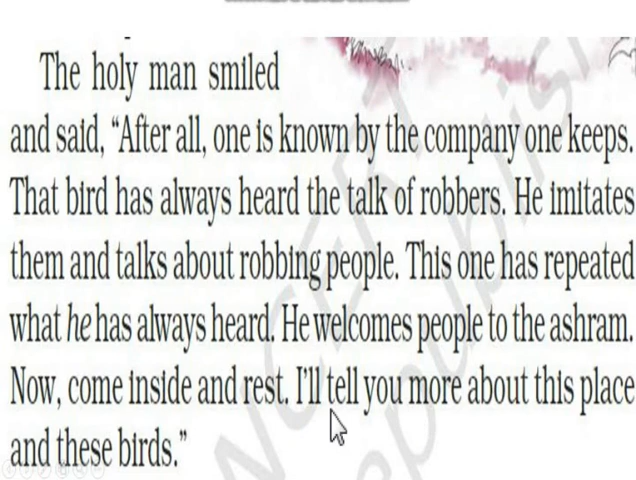 The holy man smiled
and said, “After all, one is known by the company one keeps.
That bird has always heard the talk of robbers. He imitates
them and talks about robbing people. This one has repeated
what he has always heard. He welcomes people to the ashram.
Now, come inside and rest. I’ll tell you more about this place
and these birds.”